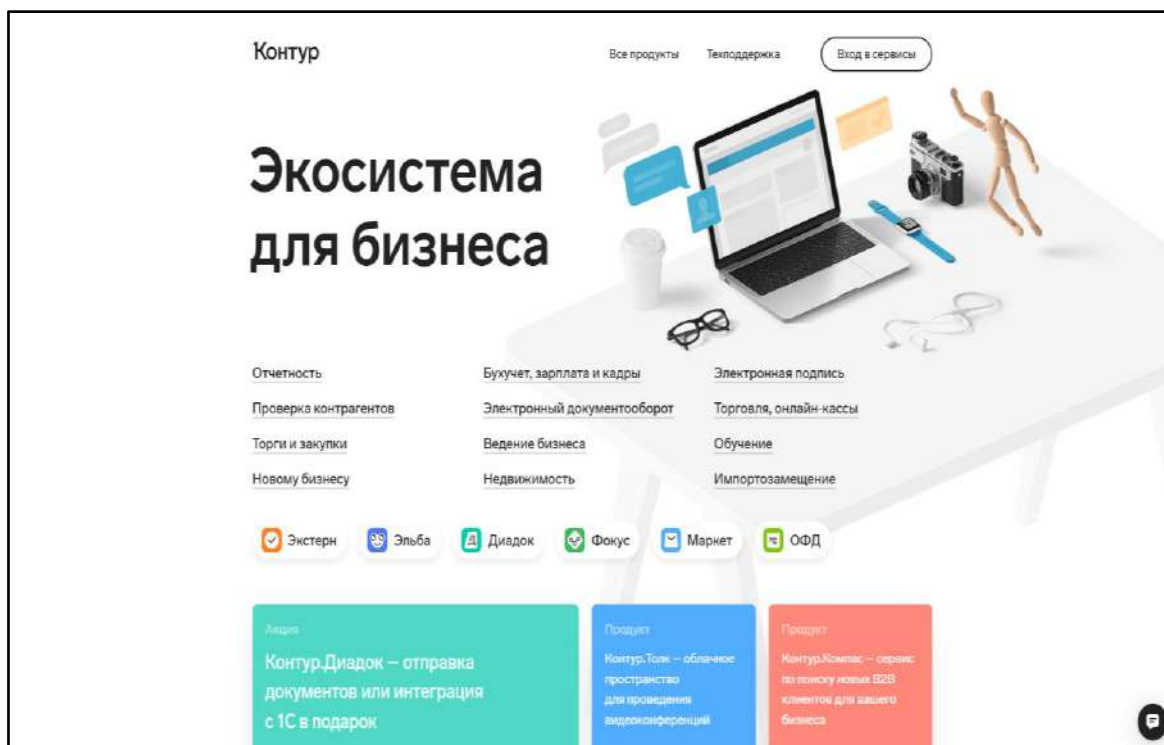 Контур
Все продукты
Техподдержка
Вход в сервисы
Экосистема
для бизнеса
Отчетность
Бухучет, зарплата и кадры
Электронная подпись
Проверка контрагентов
Электронный документооборот
Торговля, онлайн-кассы
Торги и закупки
Ведение бизнеса
Обучение
Новому бизнесу
Недвижимость
Импортозамещение
Экстерн
Эльба
Диадок
Фокус
Маркет
ОФД
Акция
Контур.Диадок – отправка
документов или интеграция
с 1С в подарок
Продукт
Контур.Толк – облачное
пространство
для проведения
видеоконференций
Продукт
Контур.Компас – сервис
по поиску новых B2B
клиентов для вашего
бизнеса